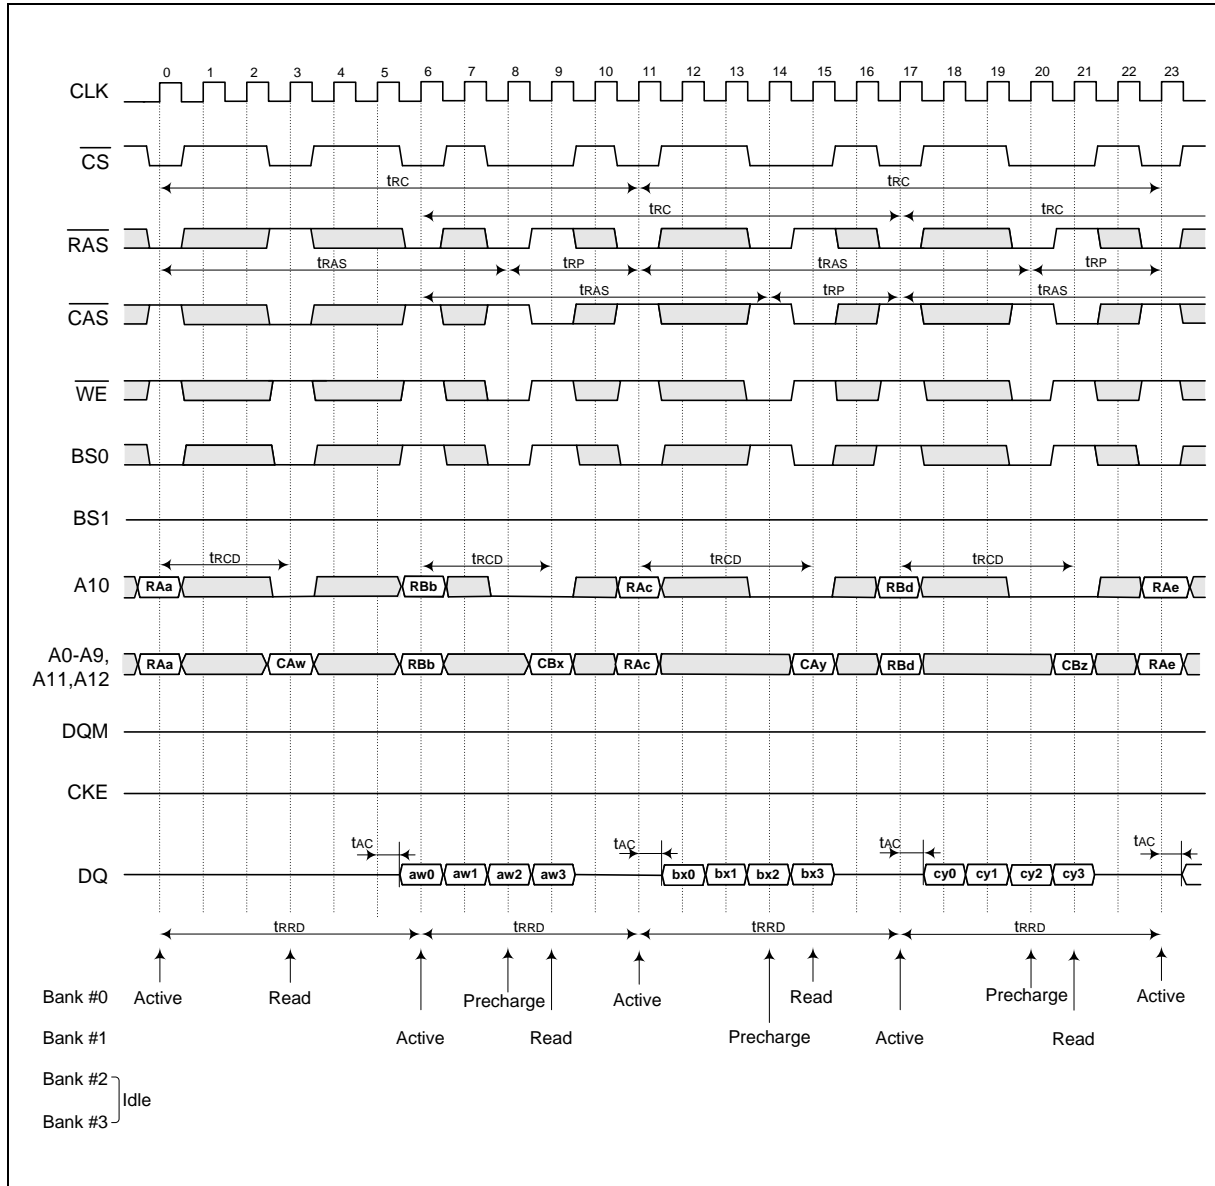 0 1 2 3 4 5 6 7 8 9 10 11 12 13 14 15 16 17 18 19 20 21 22 23
CLK
CS
tRC tRC
tRC tRC
RAS
tRAS tRP tRAS tRP
tRAS tRP tRAS
CAS
WE
BS0
BS1
tRCD tRCD tRCD tRCD
A10 RAa RBb RAc RBd RAe
A0-A9,
A11,A12
RAa CAw RBb CBx RAc CAy RBd CBz RAe
DQM
CKE
tAC tAC tAC tAC
DQ aw0 aw1 aw2 aw3 bx0 bx1 bx2 bx3 cy0 cy1 cy2 cy3
tRRD tRRD tRRD tRRD
Bank #0 Active Read Precharge Active Read Precharge Active
Bank #1 Active Read Precharge Active Read
Bank #2
Idle
Bank #3